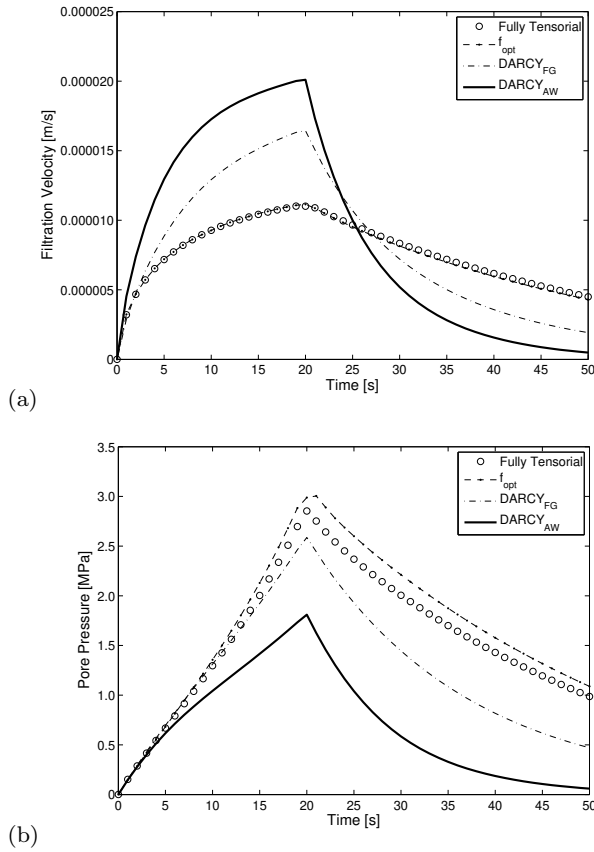 0.000025
0.000020
0.000015
0.000010
0.000005
0
Filtration Velocity [m/s]
Fully Tensorial
f_opt
DARCY_FG
DARCY_AW
0 5 10 15 20 25 30 35 40 45 50
Time [s]
(a)
3.5
3.0
2.5
2.0
1.5
1.0
0.5
0
Pore Pressure [MPa]
Fully Tensorial
f_opt
DARCY_FG
DARCY_AW
0 5 10 15 20 25 30 35 40 45 50
Time [s]
(b)